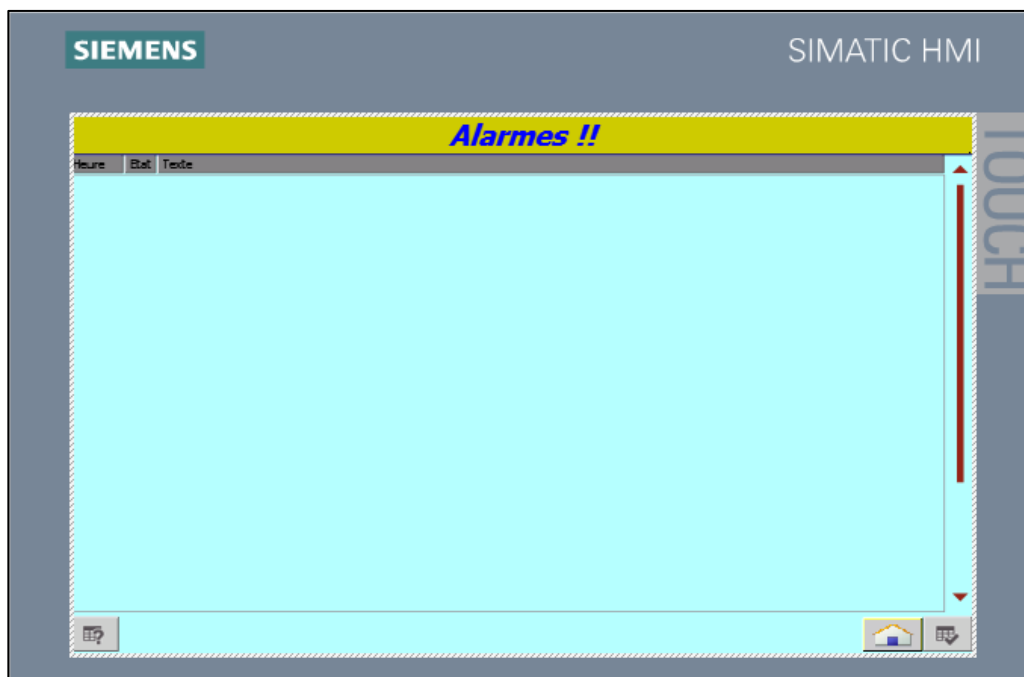 SIEMENS
SIMATIC HMI
Alarmes !!
Heure Etat Texte
TOUCH